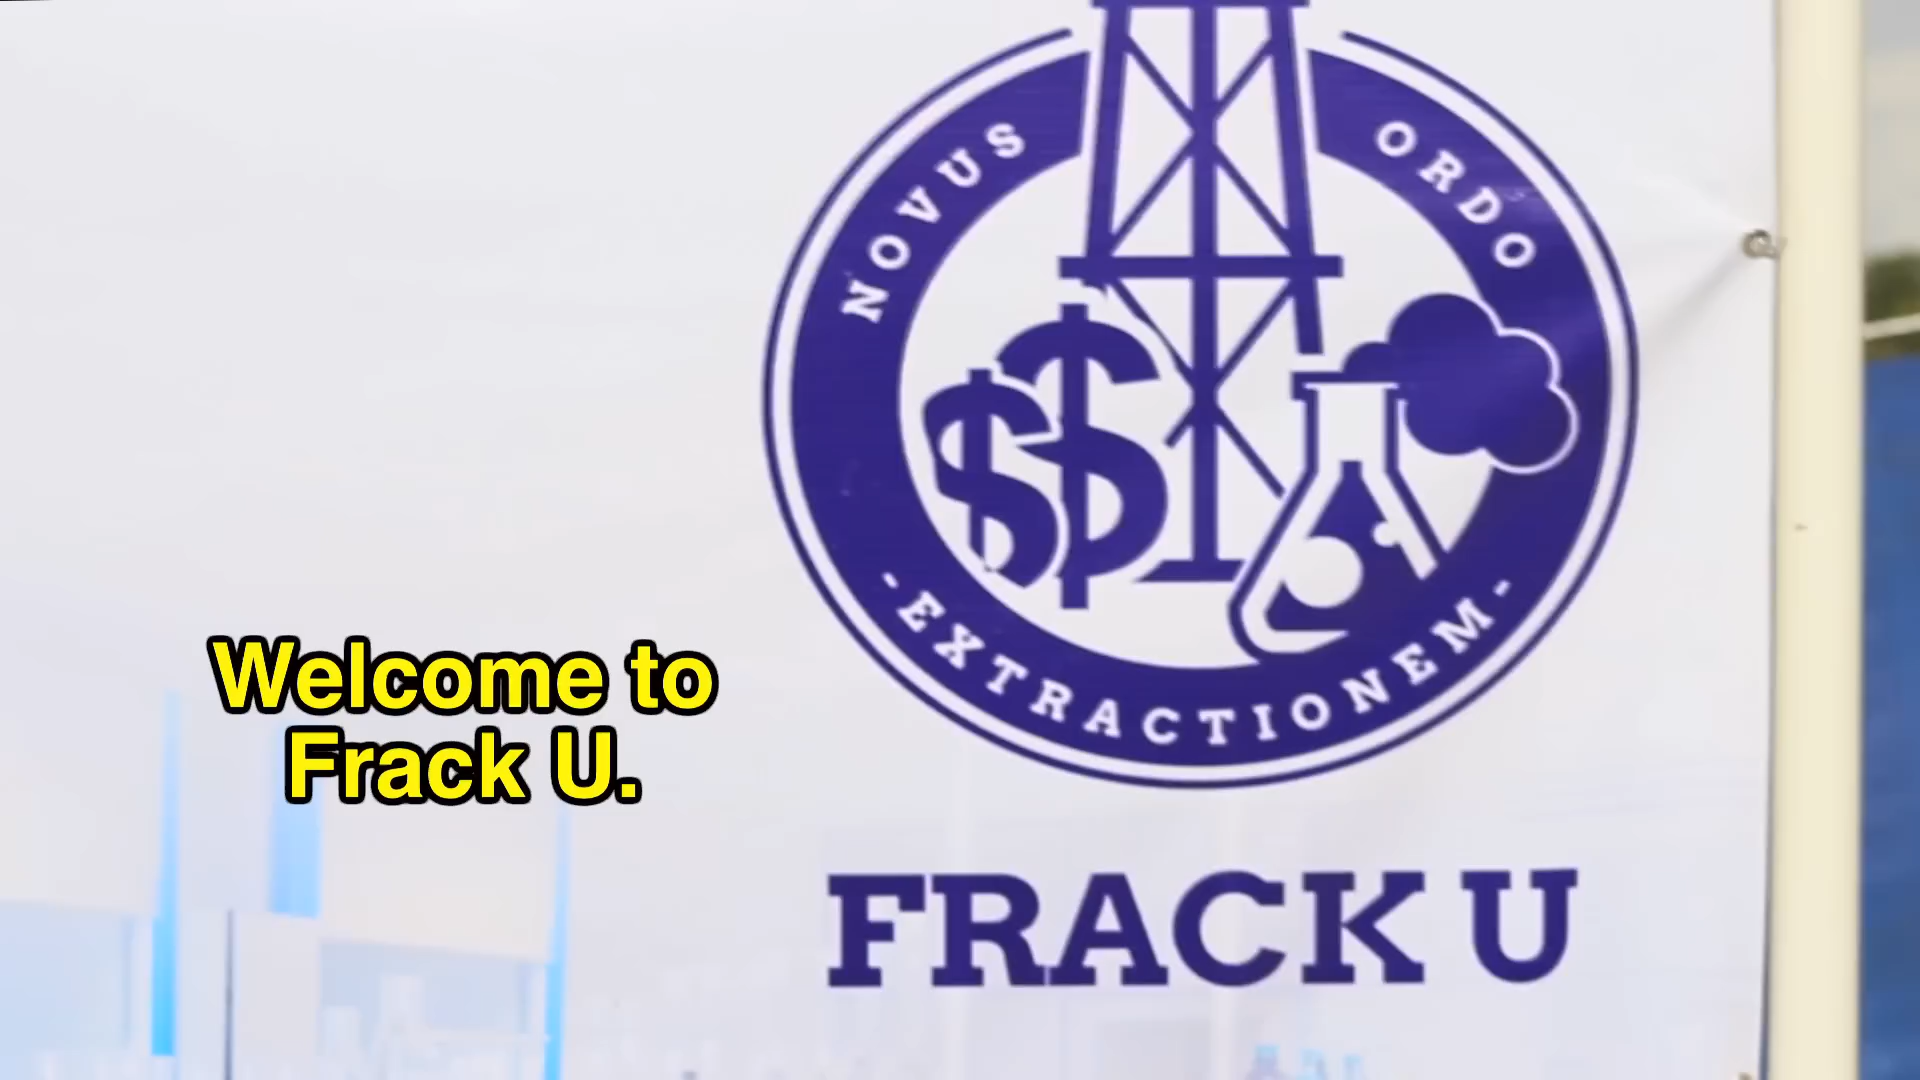 NOVUS ORDO
-EXTRACTIONEM-
Welcome to
Frack U.
FRACK U